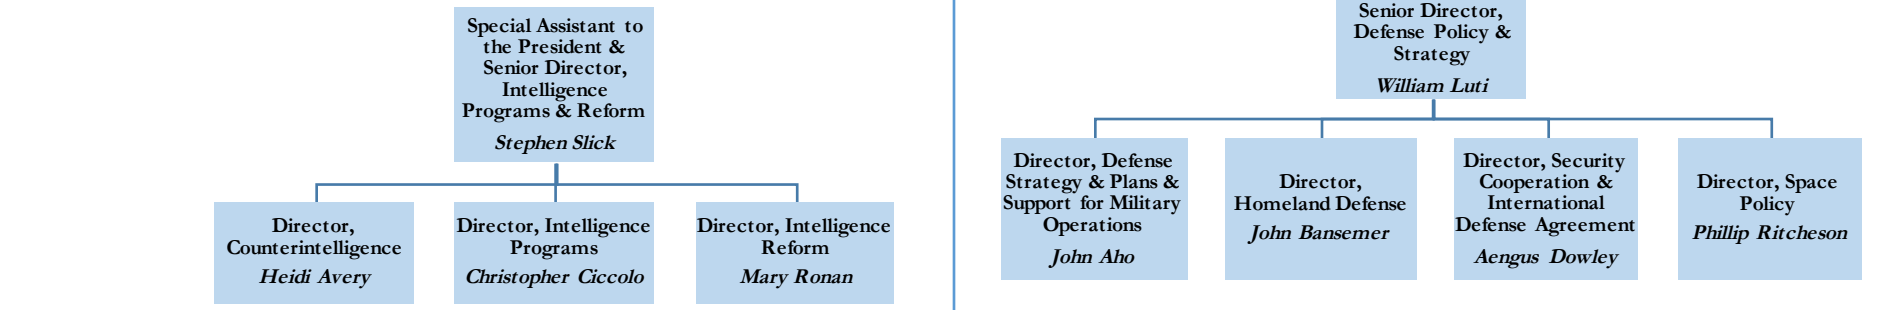 Special Assistant to
the President &
Senior Director,
Intelligence
Programs & Reform
Stephen Slick
Director,
Counterintelligence
Heidi Avery
Director, Intelligence
Programs
Christopher Ciccolo
Director, Intelligence
Reform
Mary Ronan
Senior Director,
Defense Policy &
Strategy
William Luti
Director, Defense
Strategy & Plans &
Support for Military
Operations
John Aho
Director,
Homeland Defense
John Bansemer
Director, Security
Cooperation &
International
Defense Agreement
Aengus Dowley
Director, Space
Policy
Phillip Ritcheson